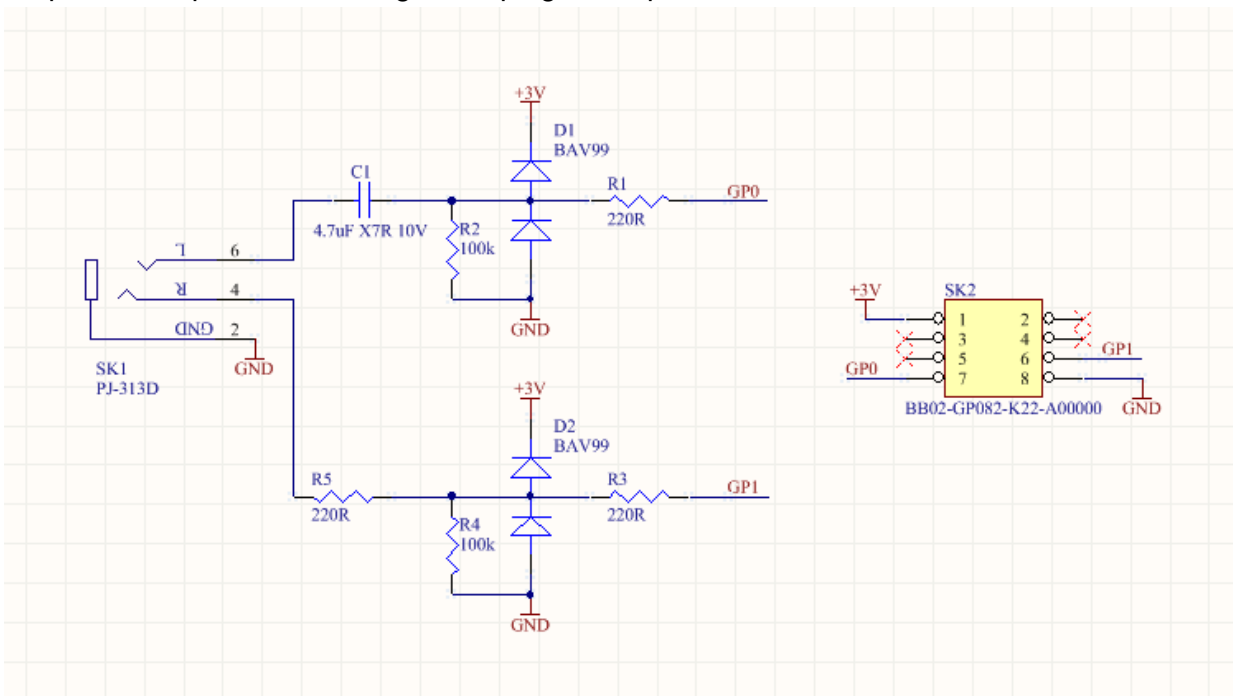 +3V
D1
BAV99
C1
R1
GP0
4.7uF X7R 10V
R2
100k
220R
L
6
R
4
GND
2
GND
GND
SK1
PJ-313D
+3V
SK2
1
2
3
4
5
6
GP1
GP0
7
8
BB02-GP082-K22-A00000
GND
+3V
D2
BAV99
R5
R3
GP1
220R
R4
100k
220R
GND